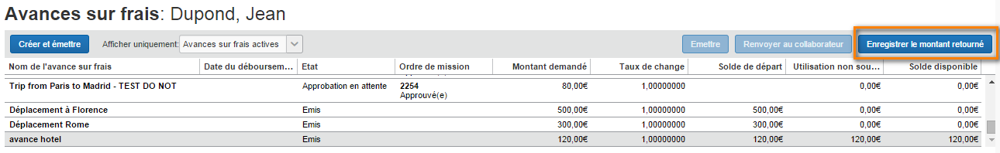 Avances sur frais: Dupond, Jean
Créer et émettre Afficher uniquement: Avances sur frais actives Emettre Renvoyer au collaborateur Enregistrer le montant retourné
Nom de l'avance sur frais Date du déboursem... Etat Ordre de mission Montant demandé Taux de change Solde de départ Utilisation non sou... Solde disponible
Trip from Paris to Madrid - TEST DO NOT Approbation en attente 2254 80,00€ 1,00000000 0,00€ 0,00€
Approuvé(e)
Déplacement à Florence Emis 500,00€ 1,00000000 500,00€ 0,00€ 0,00€
Déplacement Rome Emis 300,00€ 1,00000000 300,00€ 0,00€ 0,00€
avance hotel Emis 120,00€ 1,00000000 120,00€ 120,00€ 120,00€